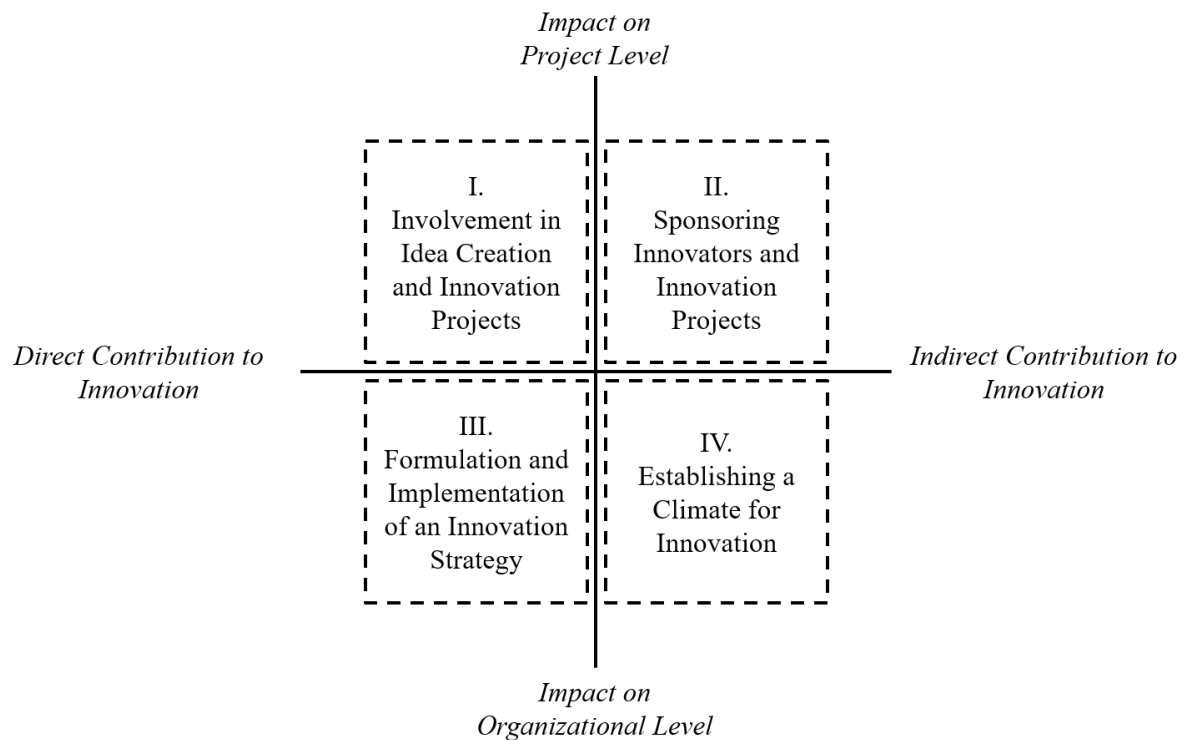 Impact on
Project Level
I.
Involvement in
Idea Creation
and Innovation
Projects
II.
Sponsoring
Innovators and
Innovation
Projects
Direct Contribution to
Innovation
Indirect Contribution to
Innovation
III.
Formulation and
Implementation
of an Innovation
Strategy
IV.
Establishing a
Climate for
Innovation
Impact on
Organizational Level